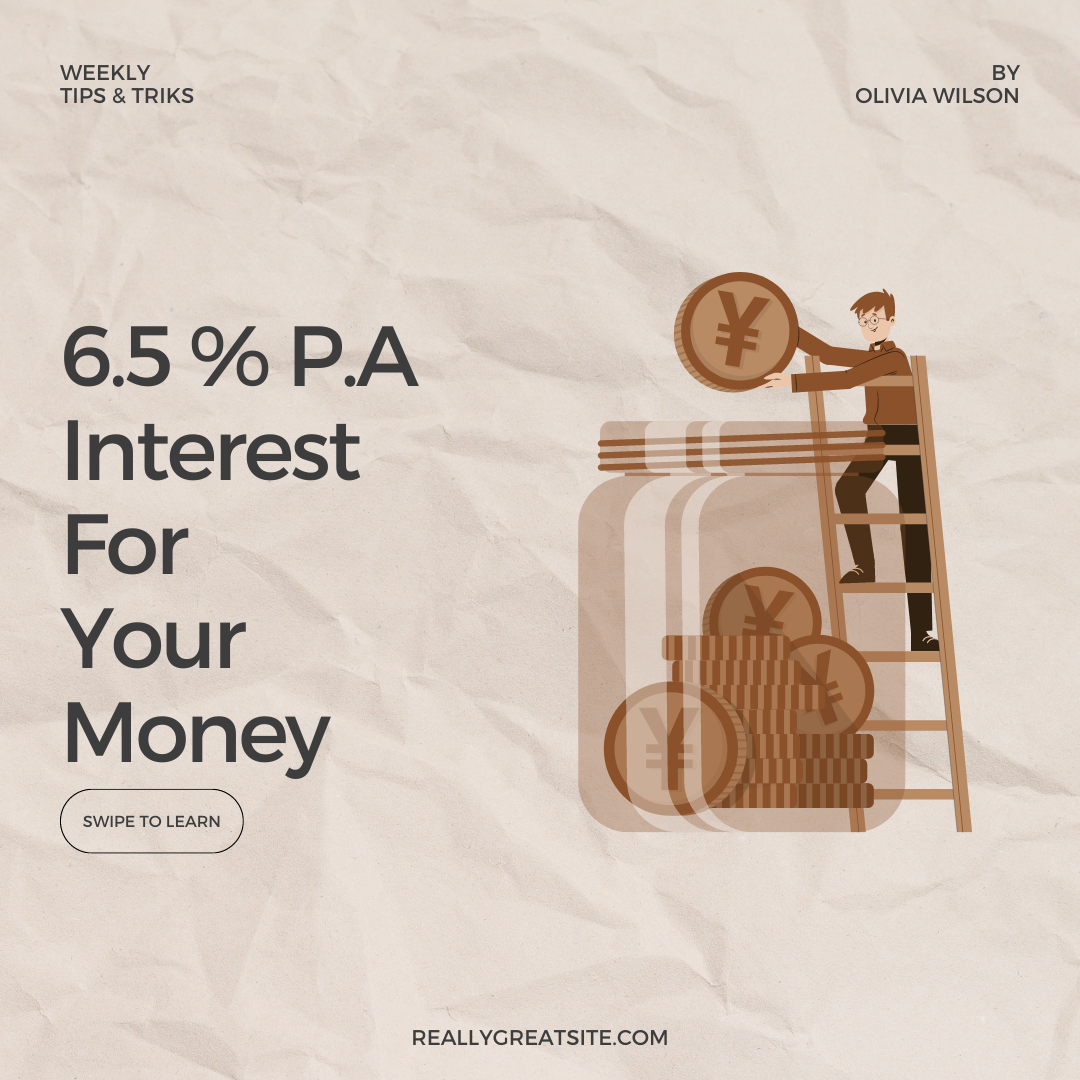 WEEKLY
TIPS & TRIKS
BY
OLIVIA WILSON
6.5 % P.A
Interest
For
Your
Money
SWIPE TO LEARN
¥
¥
¥
¥
REALLYGREATSITE.COM